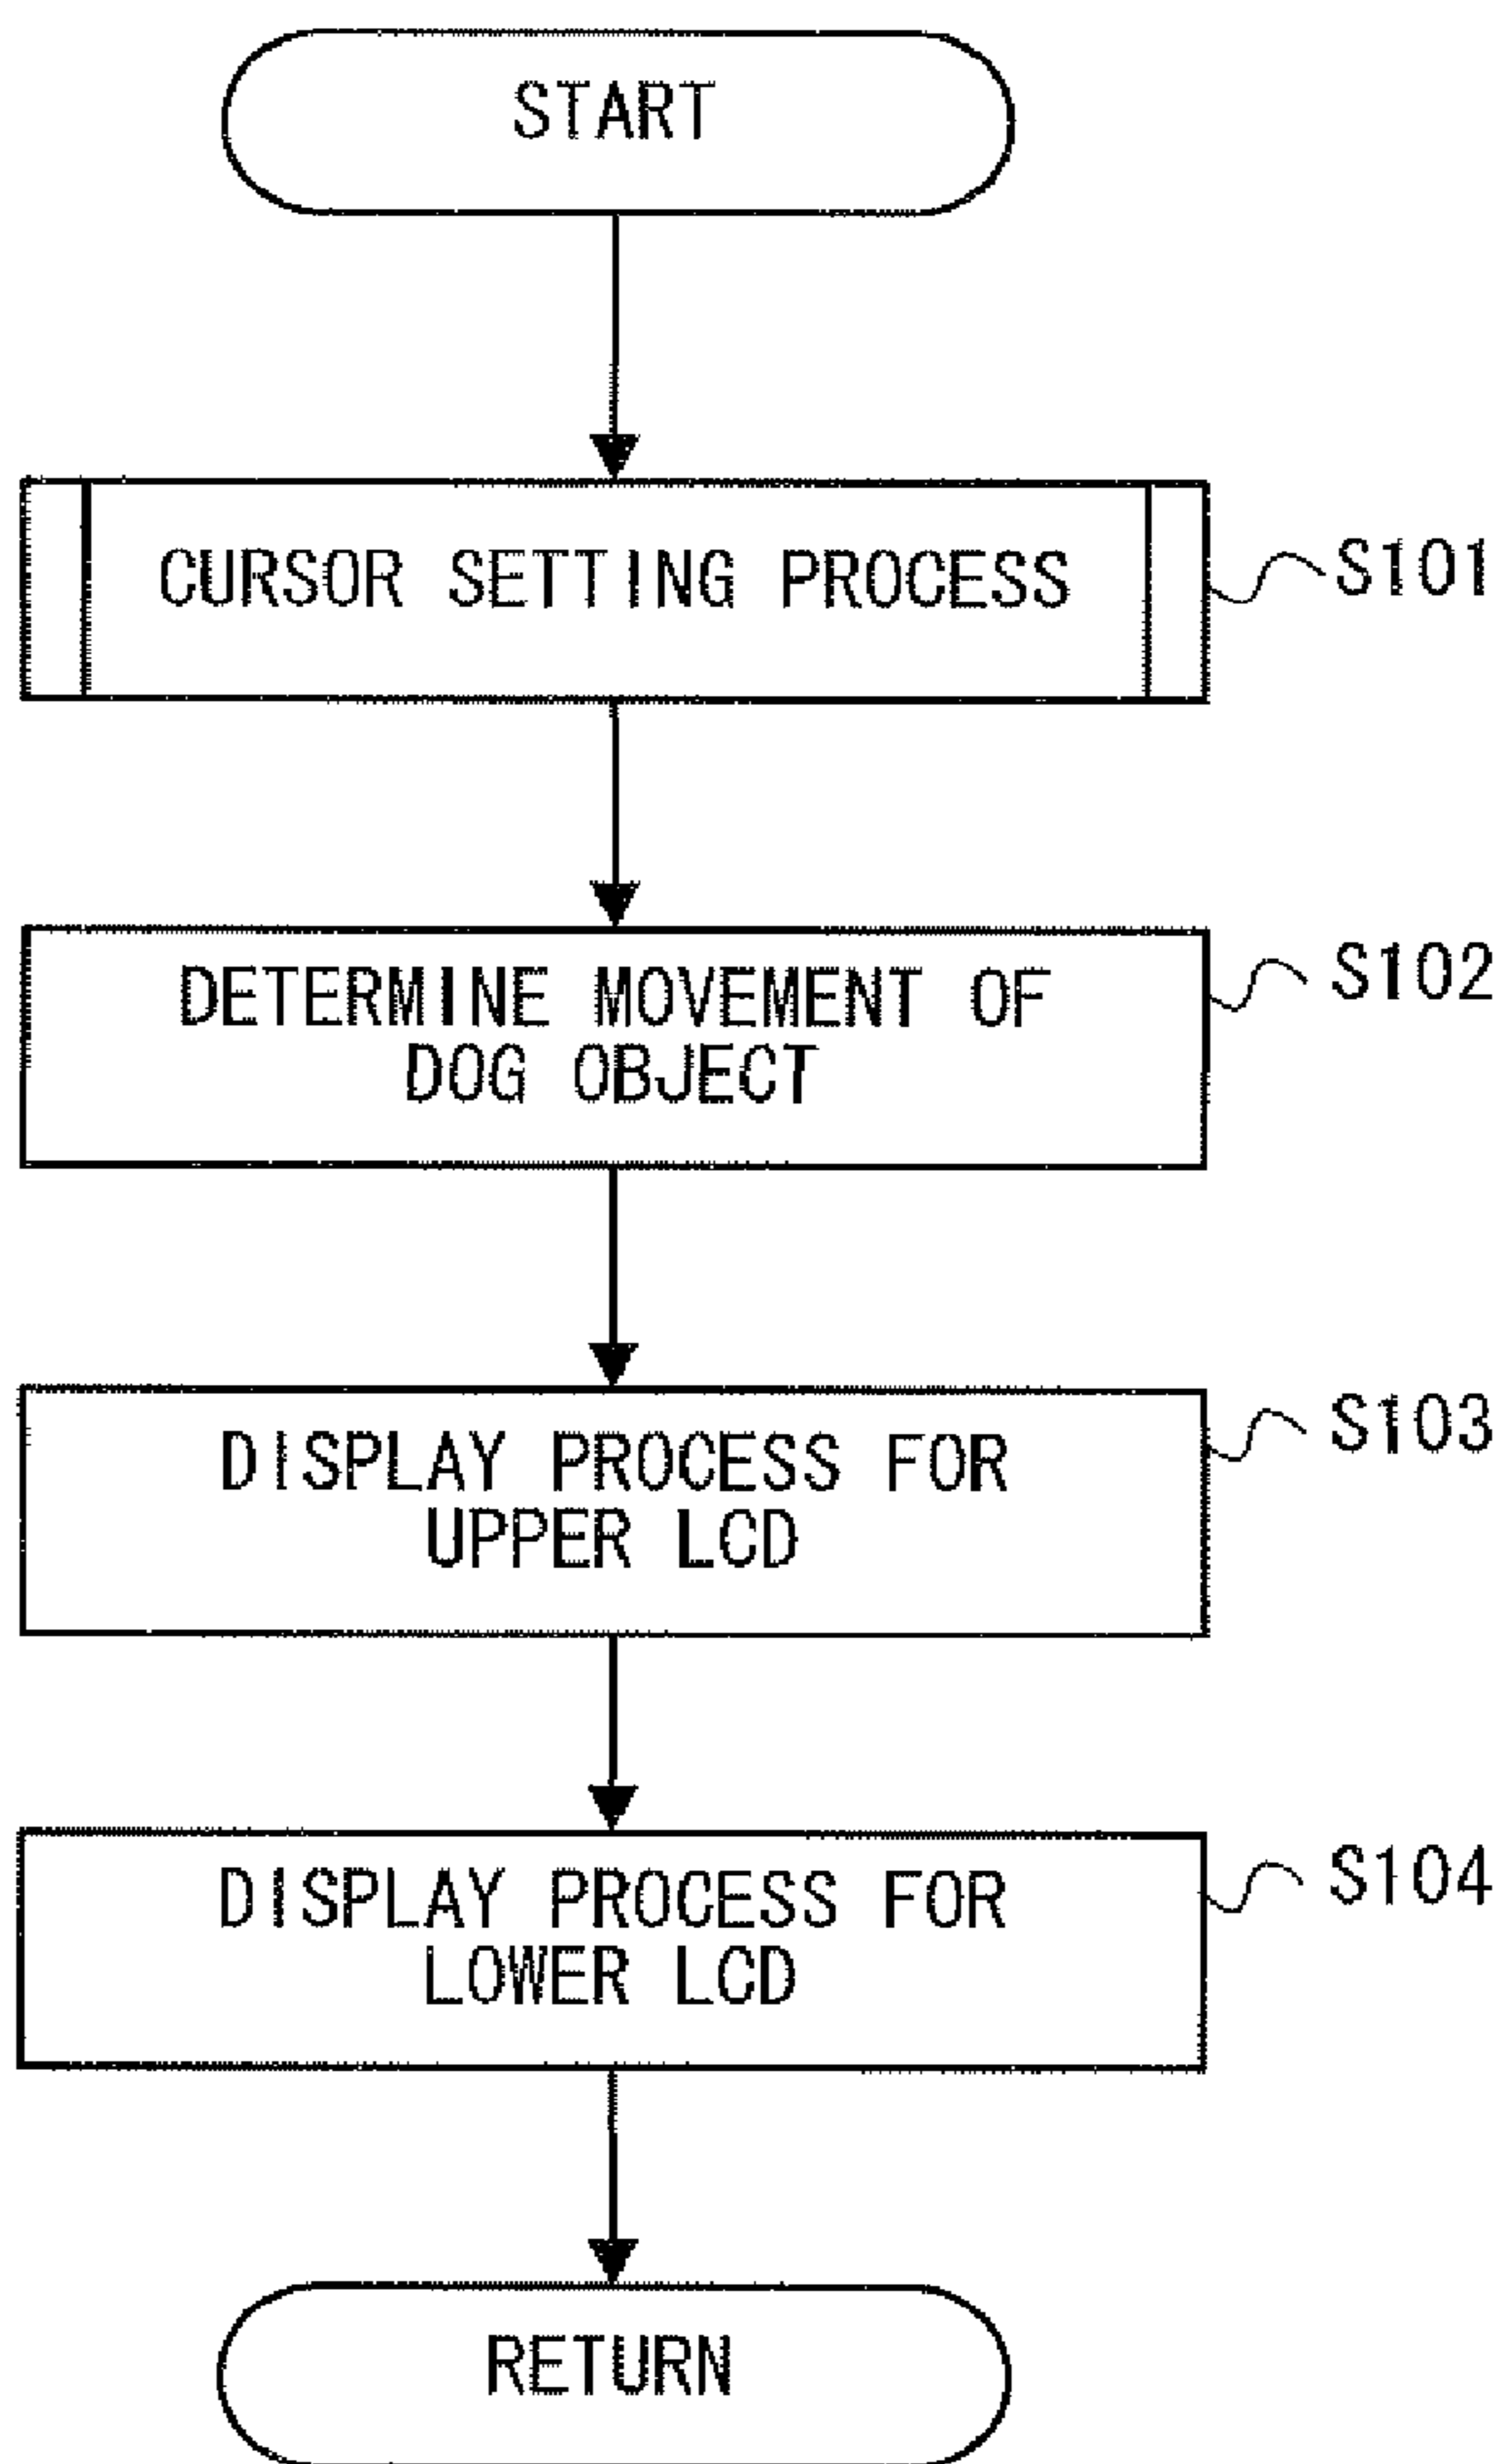 START
CURSOR SETTING PROCESS
S101
DETERMINE MOVEMENT OF
DOG OBJECT
S102
DISPLAY PROCESS FOR
UPPER LCD
S103
DISPLAY PROCESS FOR
LOWER LCD
S104
RETURN